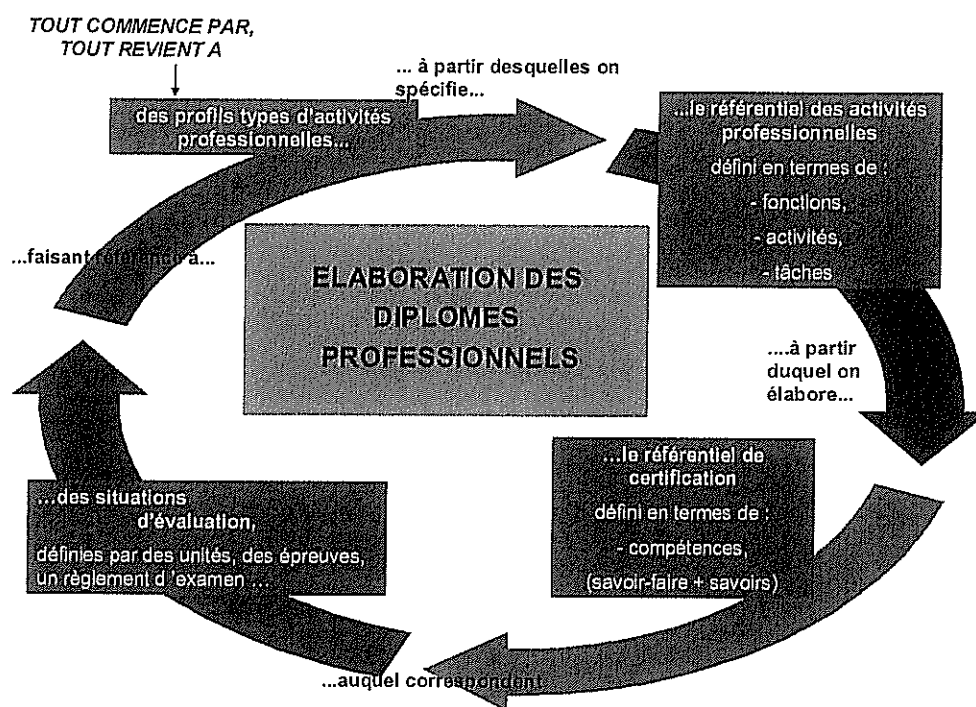 TOUT COMMENCE PAR,
TOUT REVIENT A
... à partir desquelles on
spécifie...
des profils types d'activités
professionnelles...
...le référentiel des activités
professionnelles
défini en termes de :
- fonctions,
- activités,
- tâches
...faisant référence à...
ELABORATION DES
DIPLOMES
PROFESSIONNELS
....à partir
duquel on
élabore...
...le référentiel de
certification
défini en termes de :
- compétences,
(savoir-faire + savoirs)
...des situations
d'évaluation,
définies par des unités, des épreuves,
un règlement d 'examen ...
...auquel correspondent